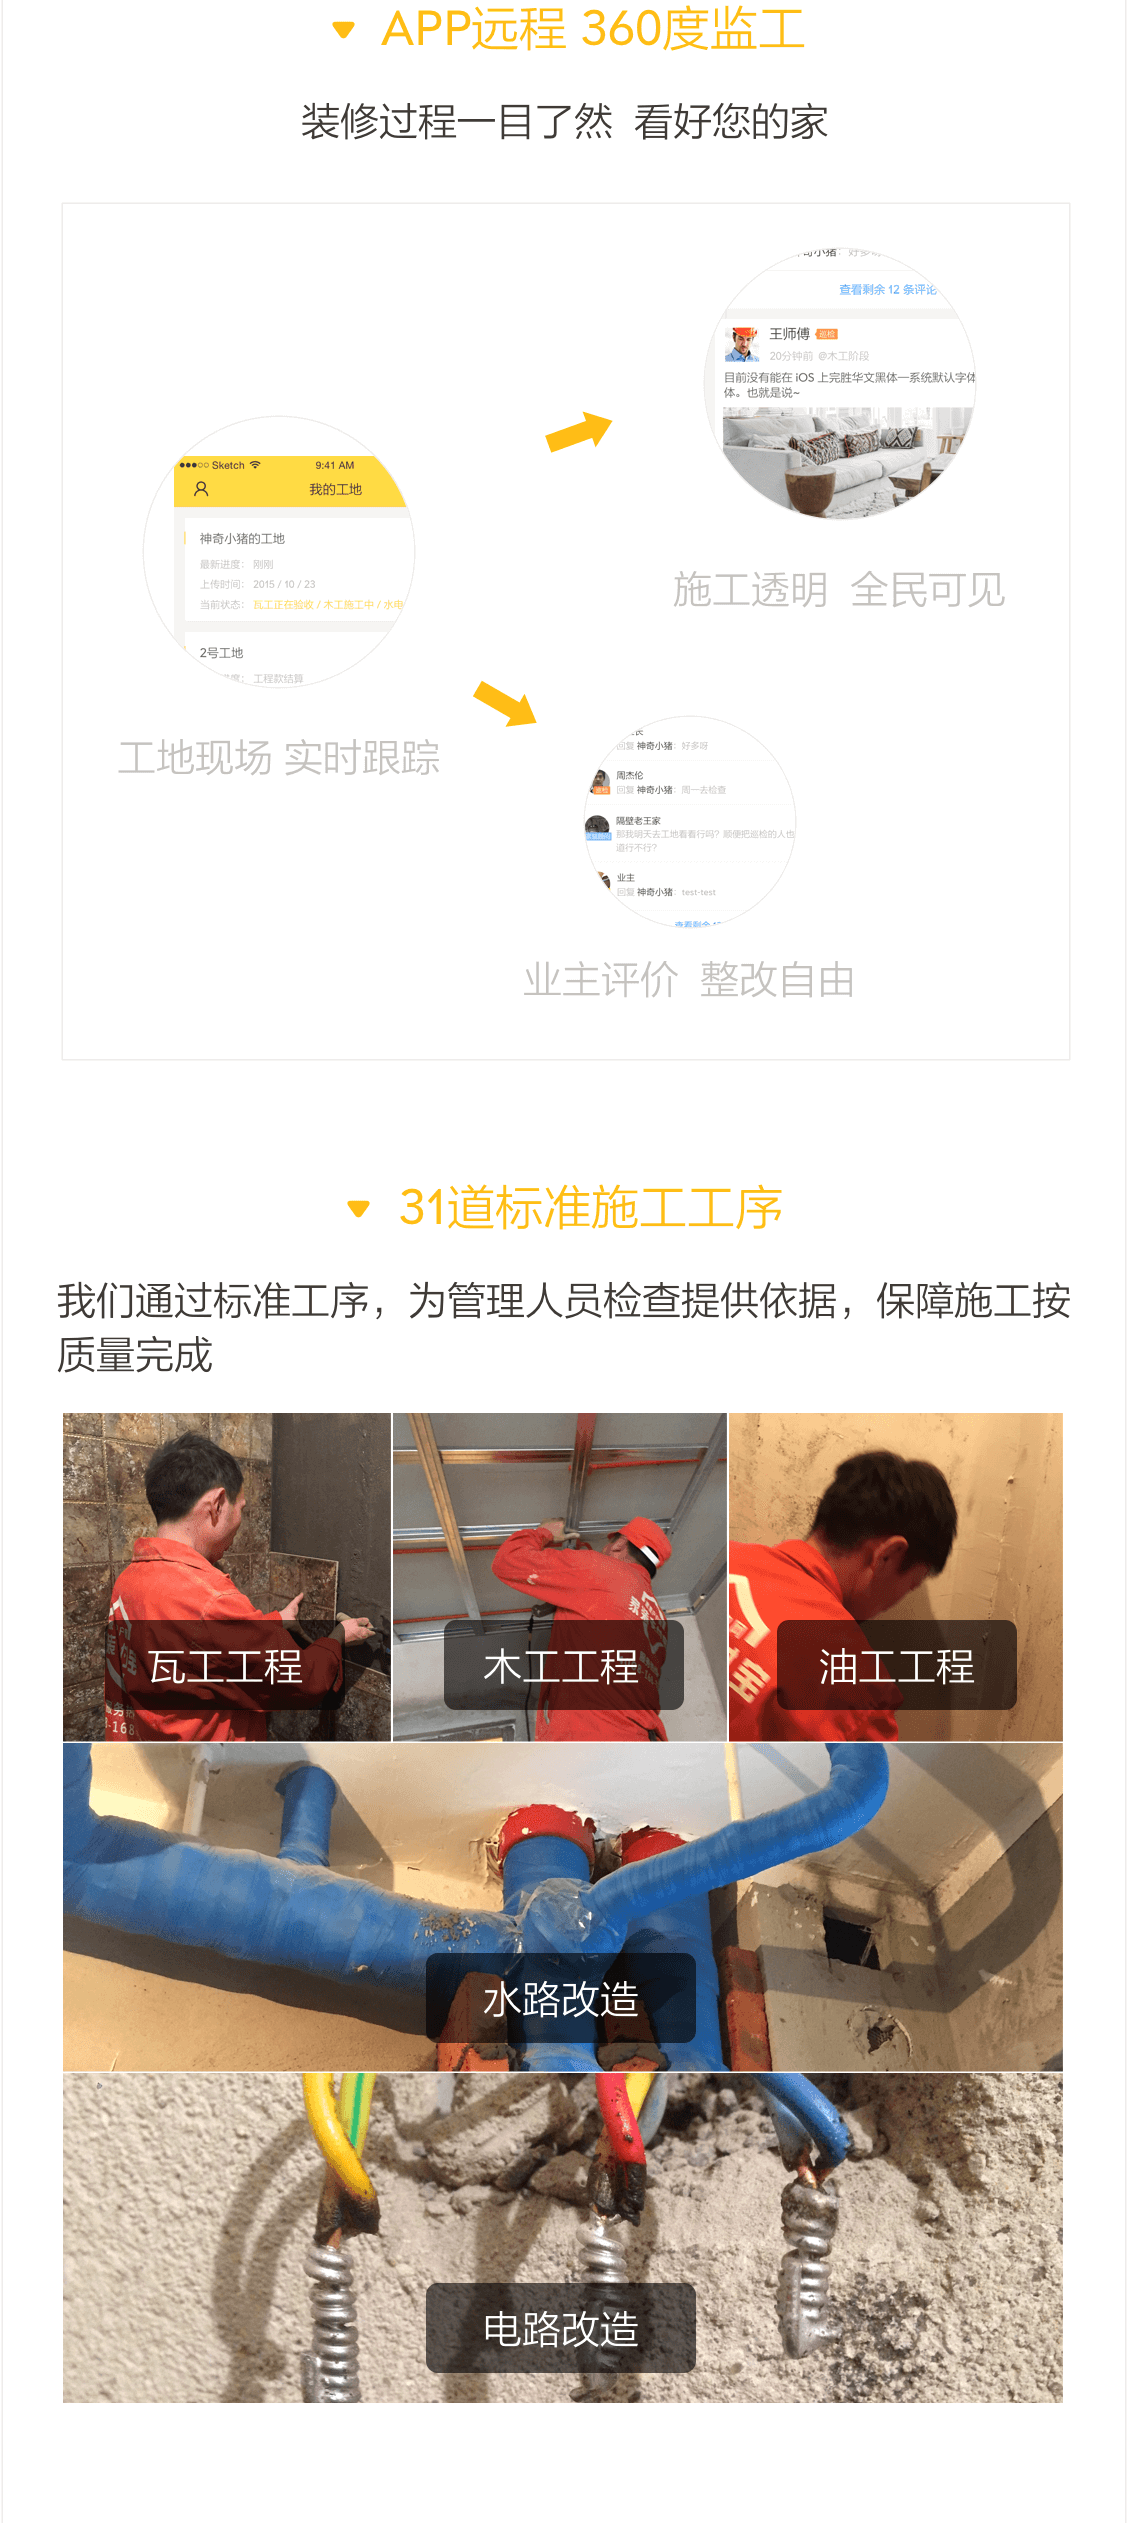 APP远程 360度监工
装修过程一目了然 看好您的家
奇小猪：好多呀
查看剩余 12 条评论
王师傅 巡检
20分钟前 @木工阶段
目前没有能在 iOS 上完胜华文黑体一系统默认字体
体。也就是说~
施工透明 全民可见
Sketch 9:41 AM
我的工地
神奇小猪的工地
最新进度： 刚刚
上传时间： 2015 / 10 / 23
当前状态： 瓦工正在验收 / 木工施工中 / 水电
2号工地
度： 工程款结算
工地现场 实时跟踪
长
回复 神奇小猪：好多呀
周杰伦
回复 神奇小猪：周一去检查
隔壁老王家
那我明天去工地看看行吗？顺便把巡检的人也
道行不行？
业主
回复 神奇小猪：test-test
查看剩余 12
业主评价 整改自由
31道标准施工工序
我们通过标准工序，为管理人员检查提供依据，保障施工按
质量完成
瓦工工程
木工工程
油工工程
务热
8-168
水路改造
电路改造